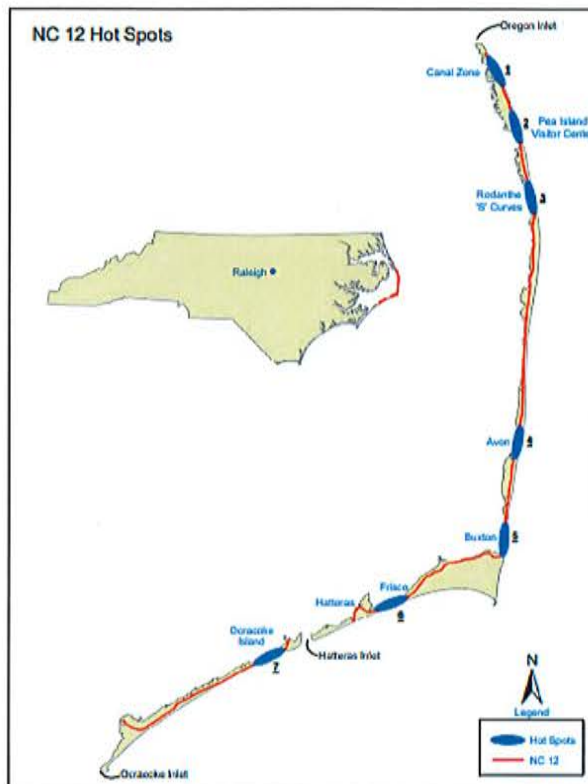 NC 12 Hot Spots
Oregon Inlet
Canal Zone
1
2
Pea Island
Visitor Cente
Rodanthe
'S' Curves
3
Raleigh
Avon
4
Buxton
5
Frisco
Hatteras
6
Ocracoke
Island
Hatteras Inlet
7
N
Legend
Hot Spots
NC 12
Ocracoke Inlet